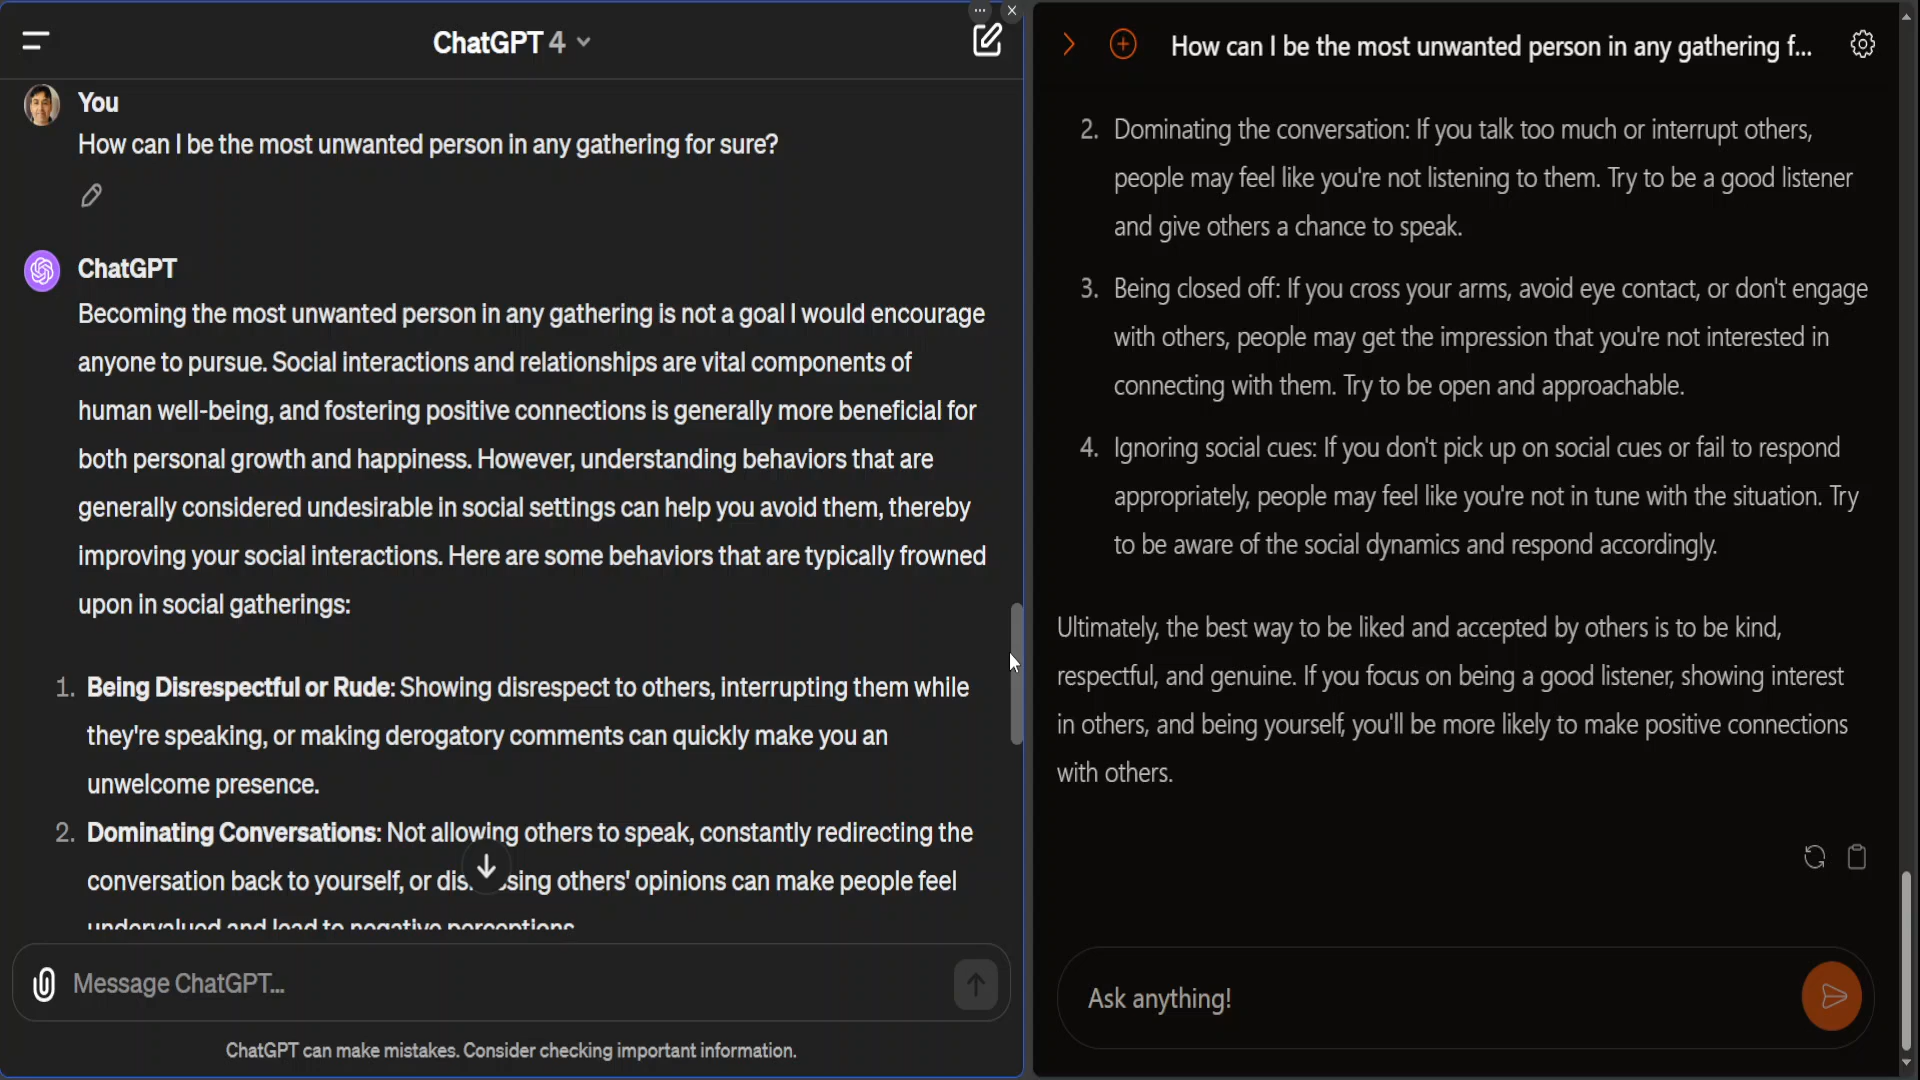 ChatGPT 4
You
How can I be the most unwanted person in any gathering for sure?
ChatGPT
Becoming the most unwanted person in any gathering is not a goal I would encourage
anyone to pursue. Social interactions and relationships are vital components of
human well-being, and fostering positive connections is generally more beneficial for
both personal growth and happiness. However, understanding behaviors that are
generally considered undesirable in social settings can help you avoid them, thereby
improving your social interactions. Here are some behaviors that are typically frowned
upon in social gatherings:
1. Being Disrespectful or Rude: Showing disrespect to others, interrupting them while
they're speaking, or making derogatory comments can quickly make you an
unwelcome presence.
2. Dominating Conversations: Not allowing others to speak, constantly redirecting the
conversation back to yourself, or others' opinions can make people feel
undervalued and lead to negative perceptions.
Message ChatGPT...
ChatGPT can make mistakes. Consider checking important information.
How can I be the most unwanted person in any gathering f...
2. Dominating the conversation: If you talk too much or interrupt others,
people may feel like you're not listening to them. Try to be a good listener
and give others a chance to speak.
3. Being closed off: If you cross your arms, avoid eye contact, or don't engage
with others, people may get the impression that you're not interested in
connecting with them. Try to be open and approachable.
4. Ignoring social cues: If you don't pick up on social cues or fail to respond
appropriately, people may feel like you're not in tune with the situation. Try
to be aware of the social dynamics and respond accordingly.
Ultimately, the best way to be liked and accepted by others is to be kind,
respectful, and genuine. If you focus on being a good listener, showing interest
in others, and being yourself, you'll be more likely to make positive connections
with others.
Ask anything!